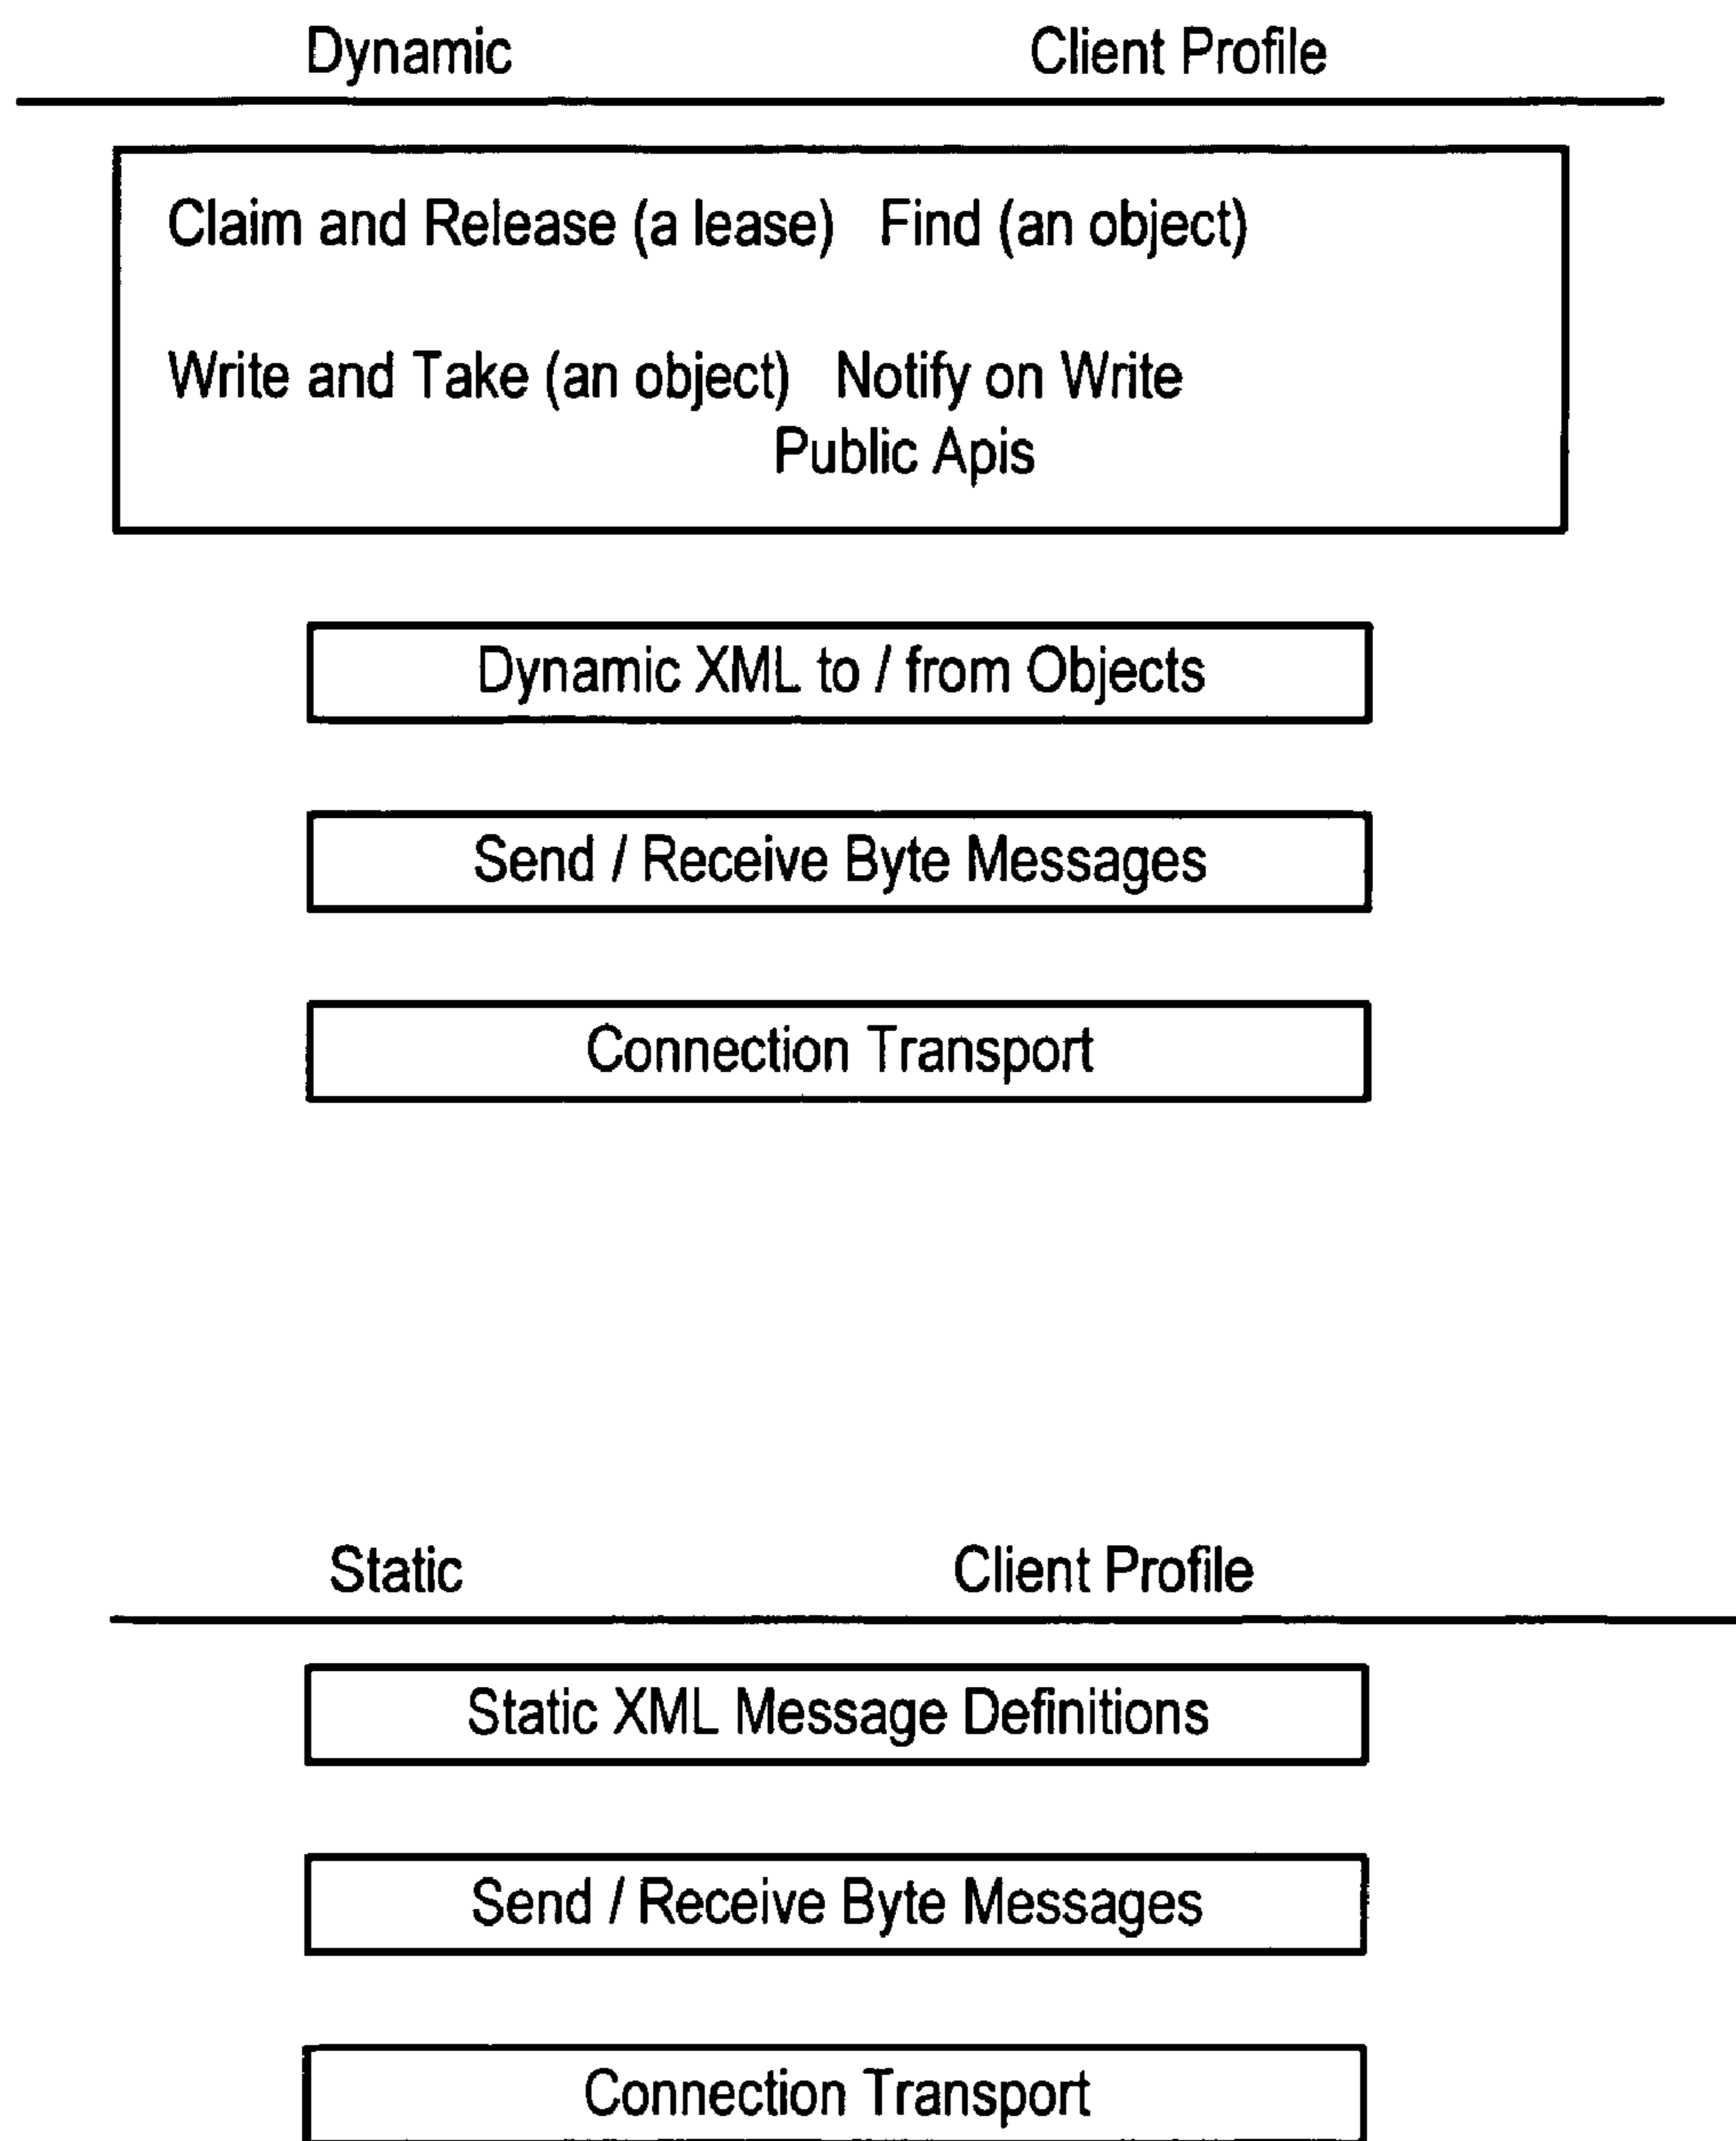 Dynamic Client Profile
Claim and Release (a lease) Find (an object)
Write and Take (an object) Notify on Write
Public Apis
Dynamic XML to / from Objects
Send / Receive Byte Messages
Connection Transport
Static Client Profile
Static XML Message Definitions
Send / Receive Byte Messages
Connection Transport